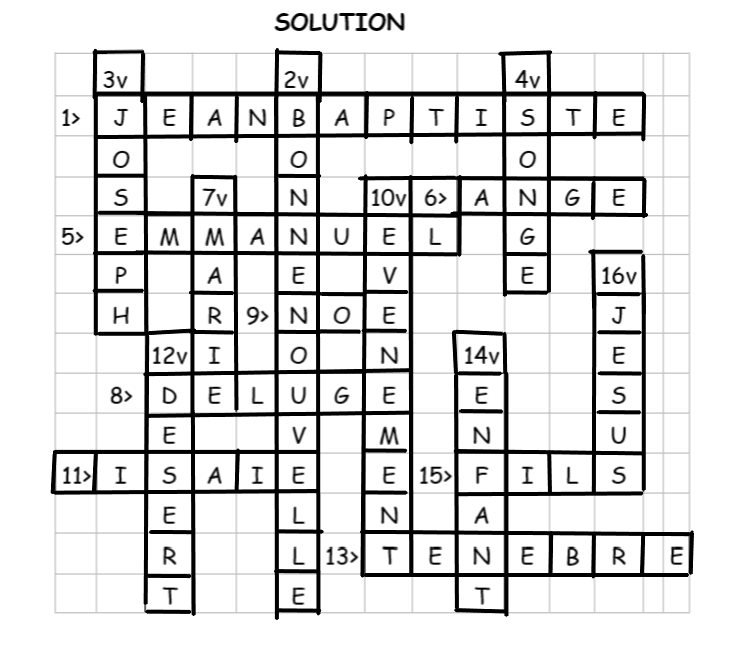 SOLUTION
3v 2v 4v
1> J E A N B A P T I S T E
O O O
S 7v N 10v 6> A N G E
5> E M M A N U E L G
P A E V E 16v
H R 9> N O E J
12v I O N 14v E
8> D E L U G E E S
E V M N U
11> I S A I E E 15> F I L S
E L N A
R L 13> T E N E B R E
T E T